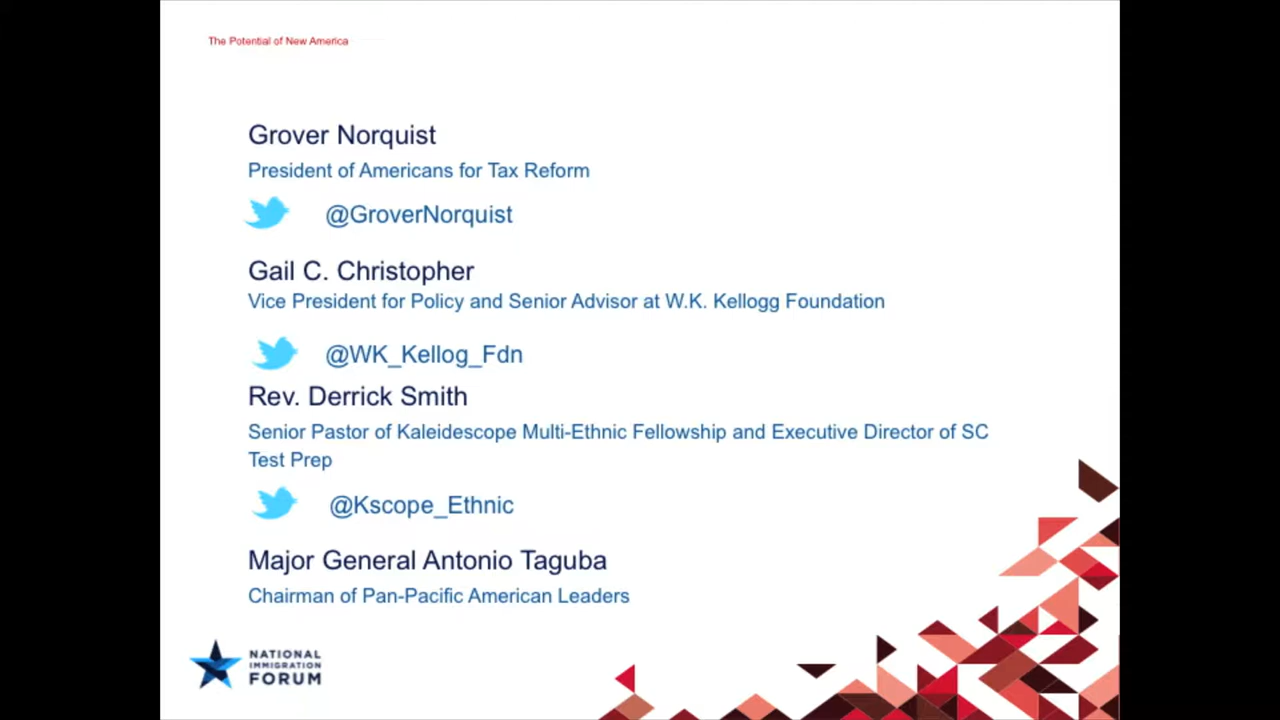 The Potential of New America
Grover Norquist
President of Americans for Tax Reform
@GroverNorquist
Gail C. Christopher
Vice President for Policy and Senior Advisor at W.K. Kellogg Foundation
@WK_Kellog_Fdn
Rev. Derrick Smith
Senior Pastor of Kaleidescope Multi-Ethnic Fellowship and Executive Director of SC
Test Prep
@Kscope_Ethnic
Major General Antonio Taguba
Chairman of Pan-Pacific American Leaders
NATIONAL
IMMIGRATION
FORUM